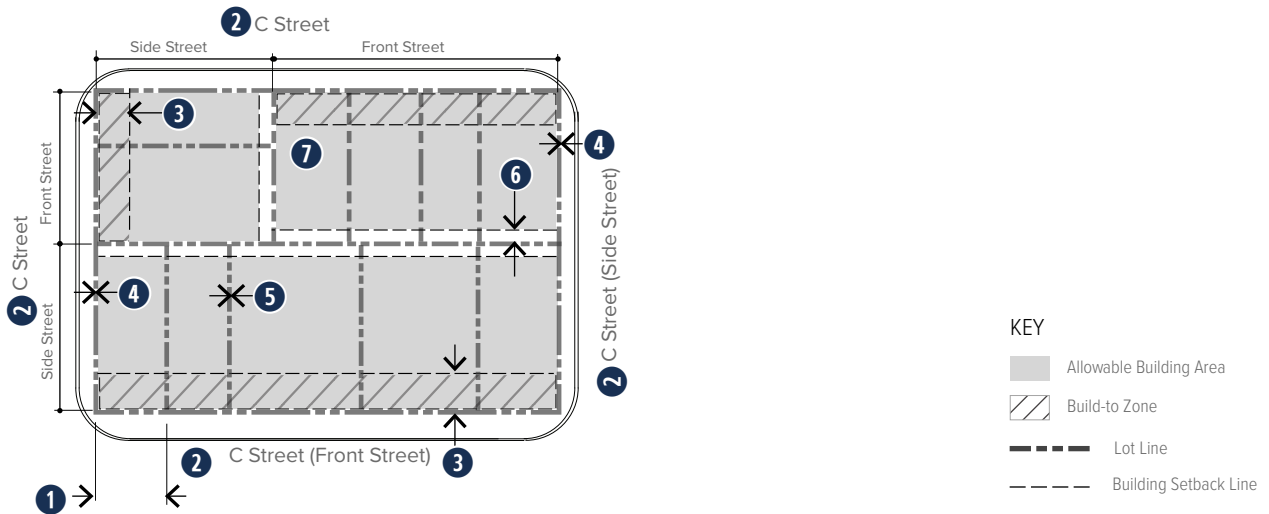 2 C Street
Side Street
Front Street
3
4
7
6
Front Street
2 C Street
Side Street
C Street (Side Street)
2
4
5
2
C Street (Front Street)
3
1
KEY
Allowable Building Area
Build-to Zone
Lot Line
Building Setback Line